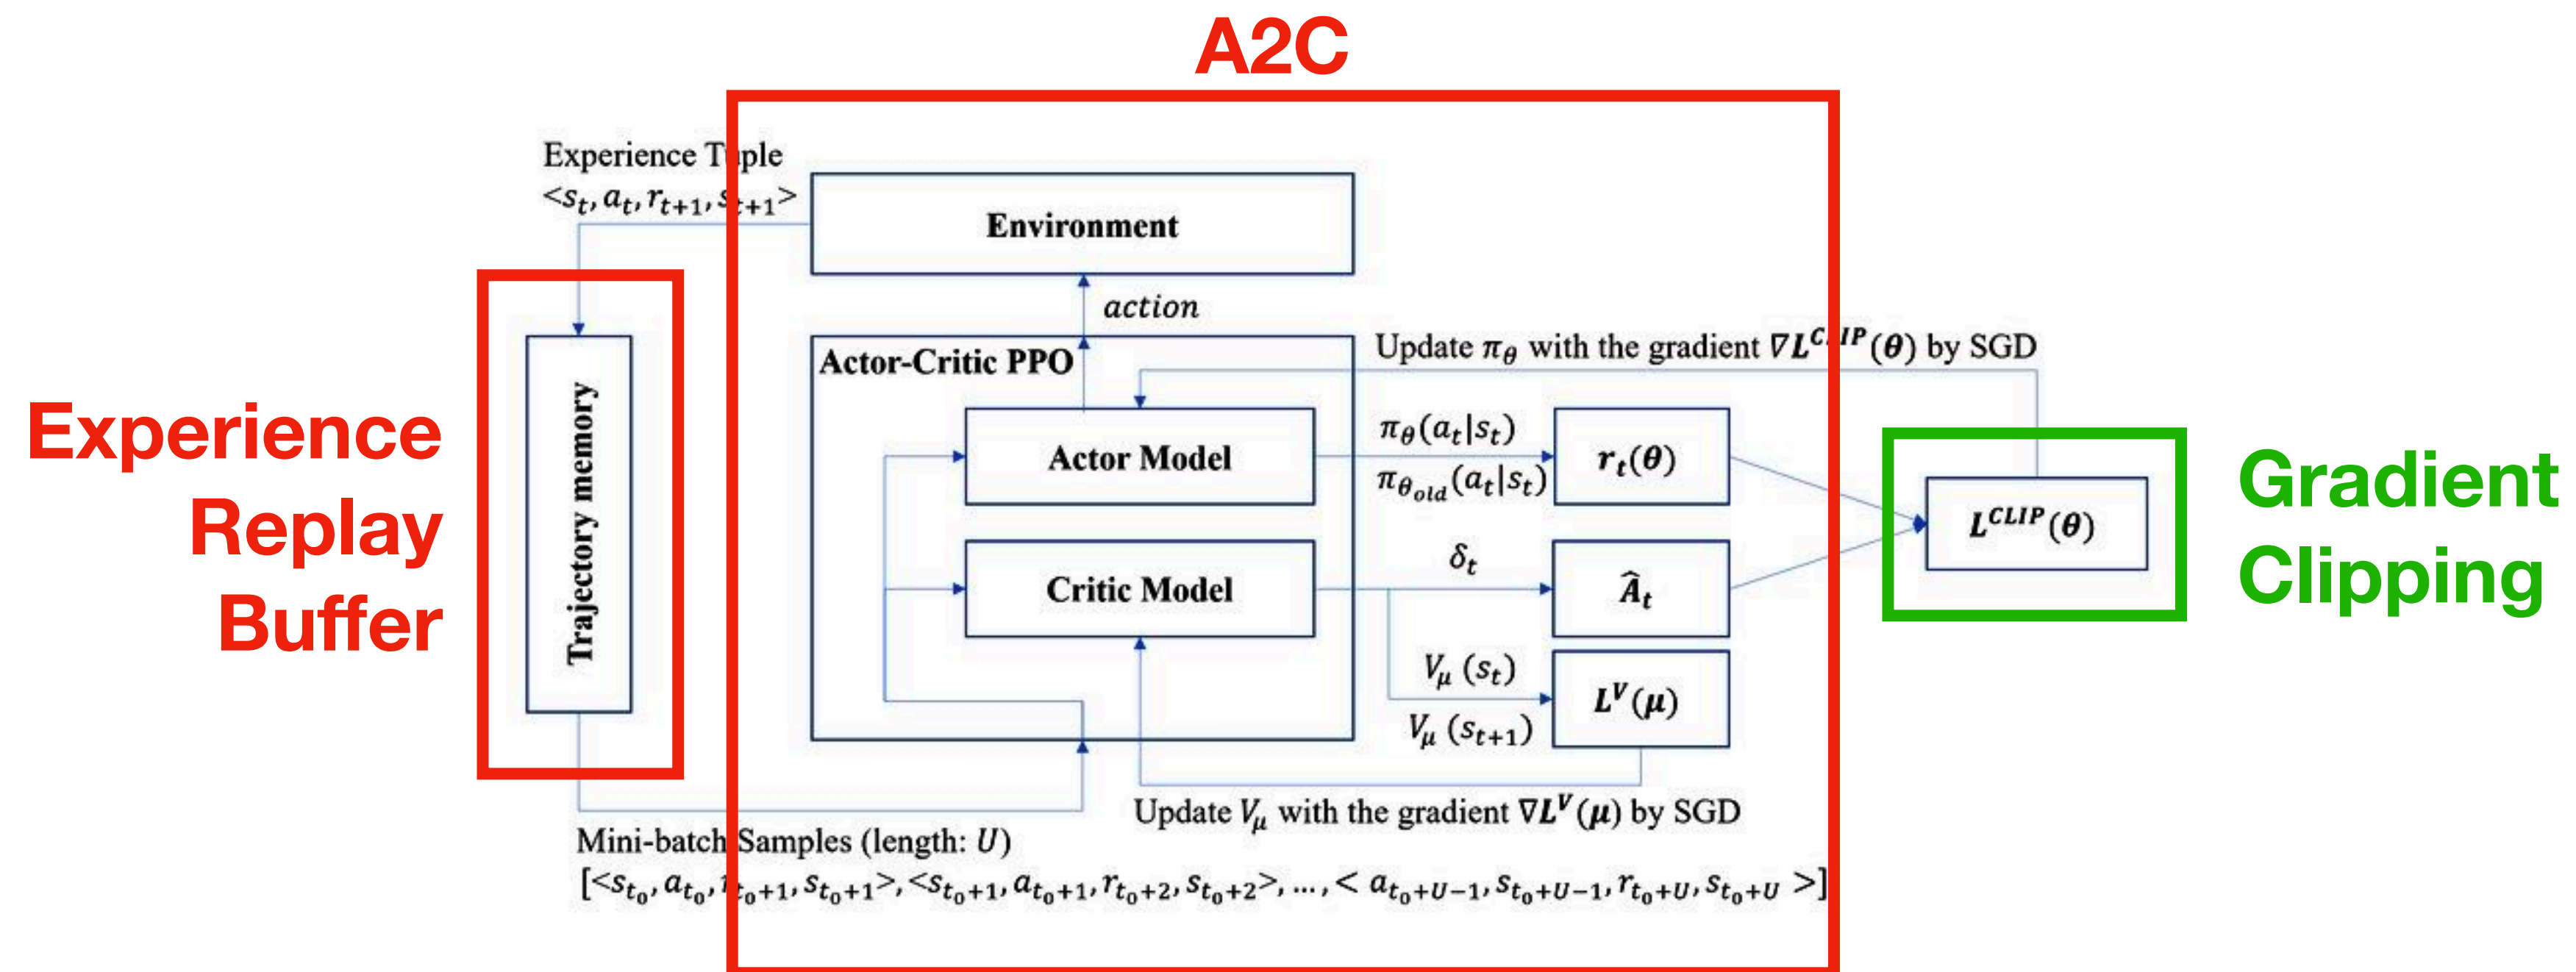 A2C
Experience Tuple
<s_t, a_t, r_{t+1}, s_{t+1}>
Environment
action
Update π_θ with the gradient ∇L^{CLIP}(θ) by SGD
Actor-Critic PPO
Experience
Replay
Buffer
Trajectory memory
Actor Model
π_θ(a_t|s_t)
π_{θ_{old}}(a_t|s_t)
r_t(θ)
L^{CLIP}(θ)
Gradient
Clipping
Critic Model
δ_t
Â_t
V_μ (s_t)
V_μ (s_{t+1})
L^V(μ)
Update V_μ with the gradient ∇L^V(μ) by SGD
Mini-batch Samples (length: U)
[<s_{t_0}, a_{t_0}, r_{t_0+1}, s_{t_0+1}>, <s_{t_0+1}, a_{t_0+1}, r_{t_0+2}, s_{t_0+2}>, ..., < a_{t_0+U−1}, s_{t_0+U−1}, r_{t_0+U}, s_{t_0+U} >]